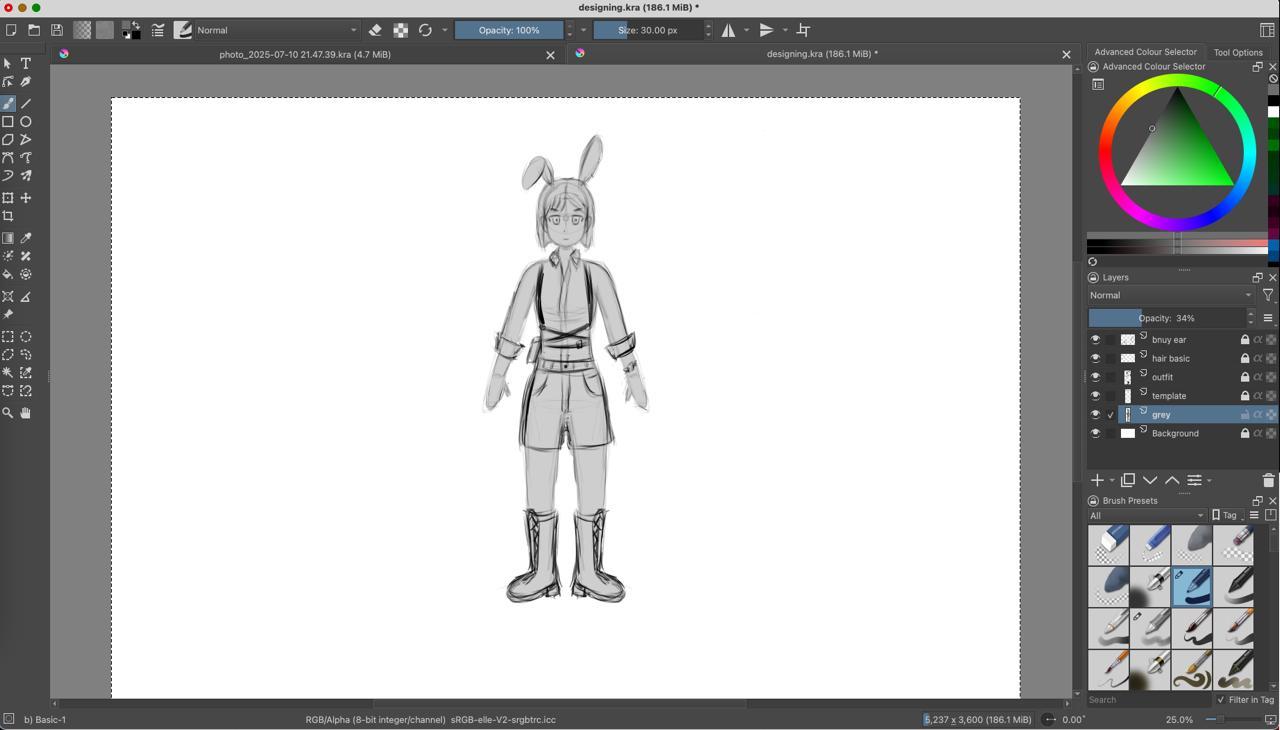 designing.kra (186.1 MiB) *
Normal
Opacity: 100%
Size: 30.00 px
photo_2025-07-10 21.47.39.kra (4.7 MiB)
designing.kra (186.1 MiB) *
Advanced Colour Selector
Tool Options
Advanced Colour Selector
Layers
Normal
Opacity: 34%
bnuy ear
hair basic
outfit
template
grey
Background
Brush Presets
All
Tag
Search
Filter in Tag
b) Basic-1
RGB/Alpha (8-bit integer/channel) sRGB-elle-V2-srgbtrc.icc
5,237 x 3,600 (186.1 MiB)
0.00°
25.0%